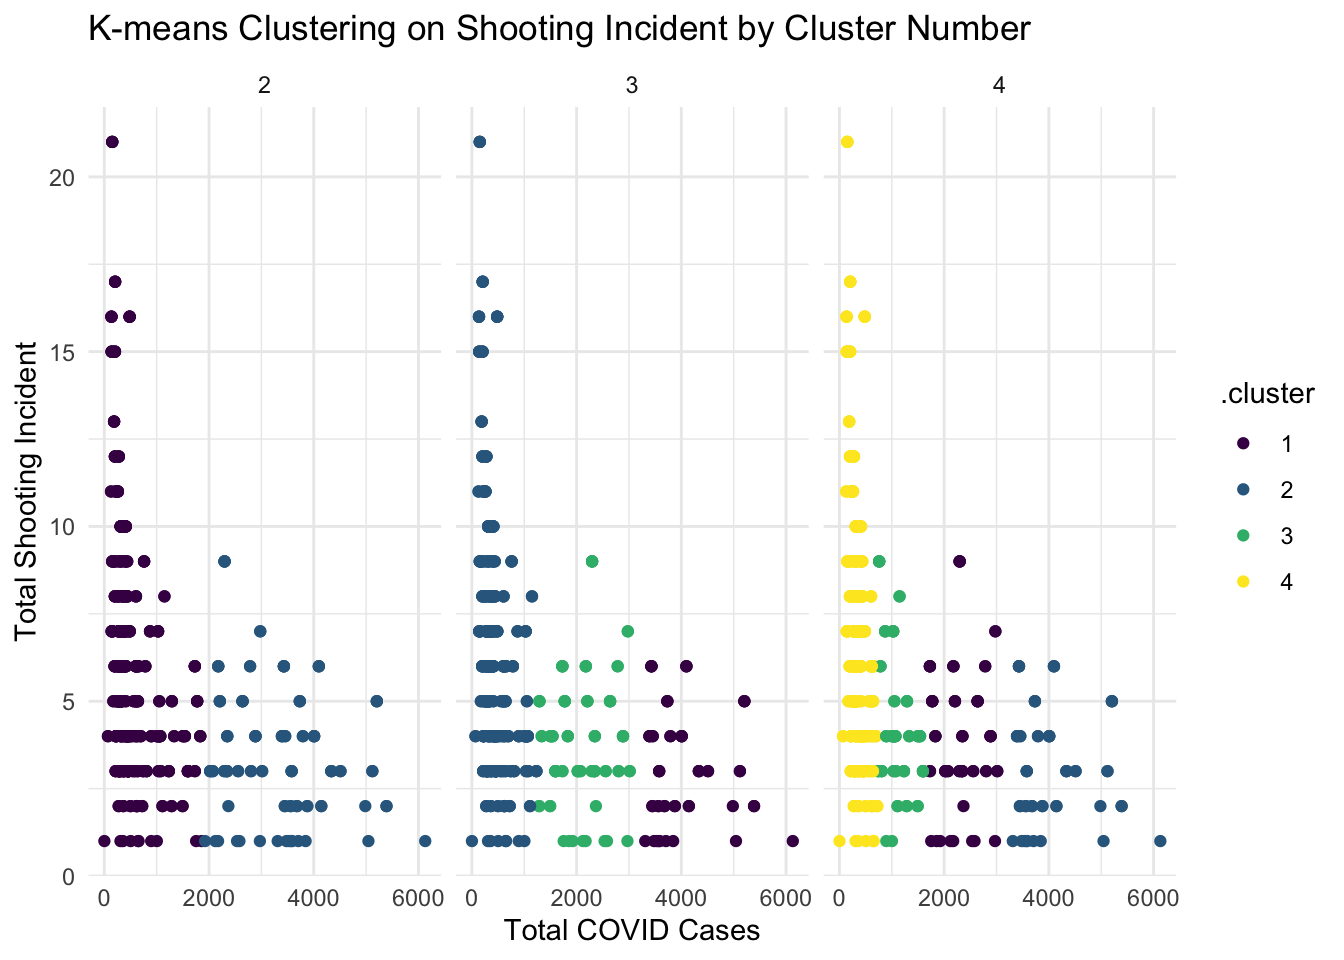 K-means Clustering on Shooting Incident by Cluster Number
2 3 4
20
15
10
5
0
Total Shooting Incident
0 2000 4000 6000 0 2000 4000 6000 0 2000 4000 6000
Total COVID Cases
.cluster
1
2
3
4